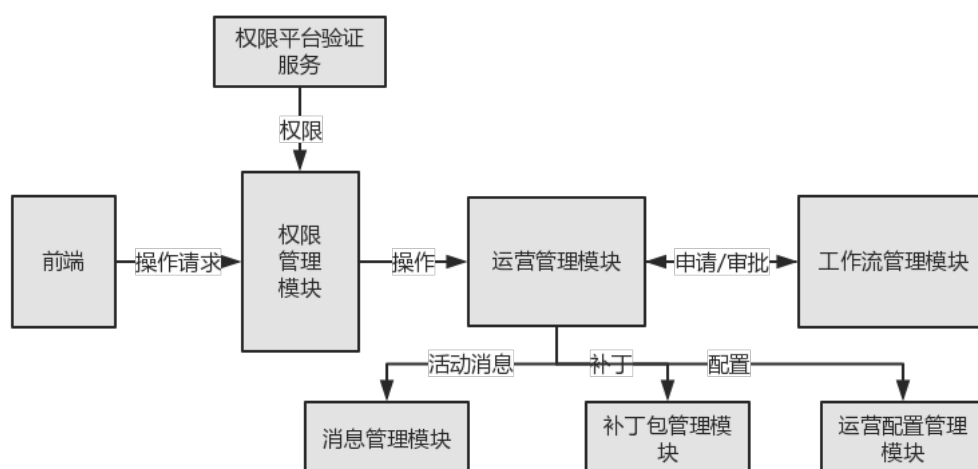 权限平台验证
服务
权限
前端
操作请求
权限
管理
模块
操作
运营管理模块
申请/审批
工作流管理模块
活动消息
补丁
配置
消息管理模块
补丁包管理模
块
运营配置管理
模块